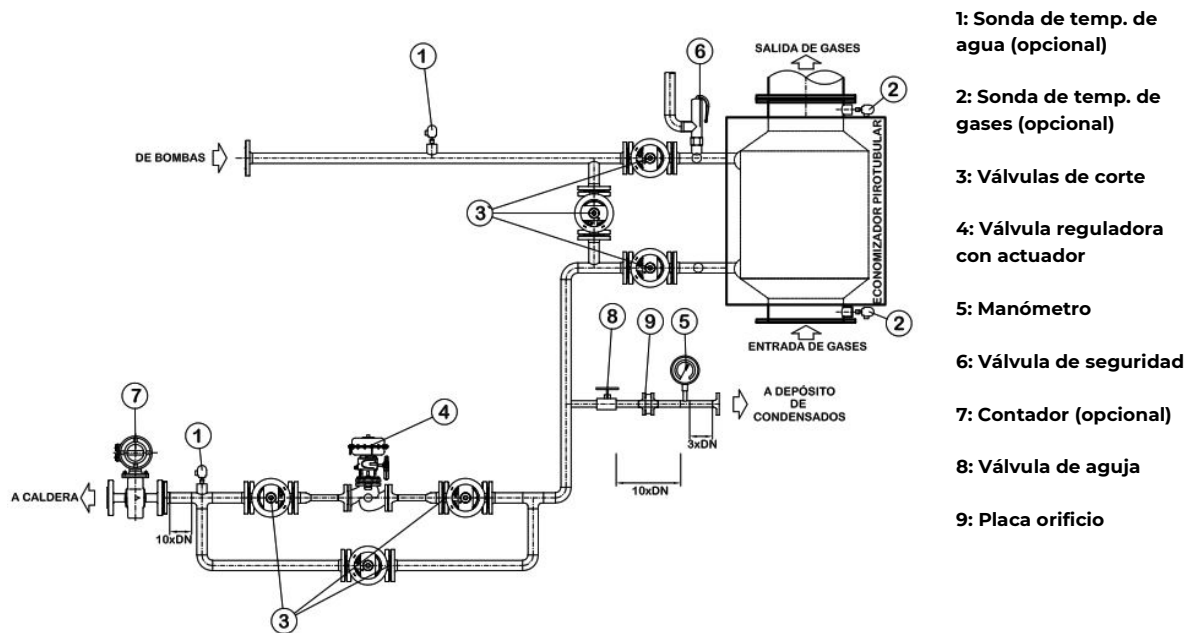 1
6
SALIDA DE GASES
2
DE BOMBAS
3
ECONOMIZADOR PIROTUBULAR
8
9
5
2
ENTRADA DE GASES
7
4
A DEPÓSITO
DE
CONDENSADOS
1
3xDN
10xDN
A CALDERA
10xDN
3
1: Sonda de temp. de
agua (opcional)
2: Sonda de temp. de
gases (opcional)
3: Válvulas de corte
4: Válvula reguladora
con actuador
5: Manómetro
6: Válvula de seguridad
7: Contador (opcional)
8: Válvula de aguja
9: Placa orificio